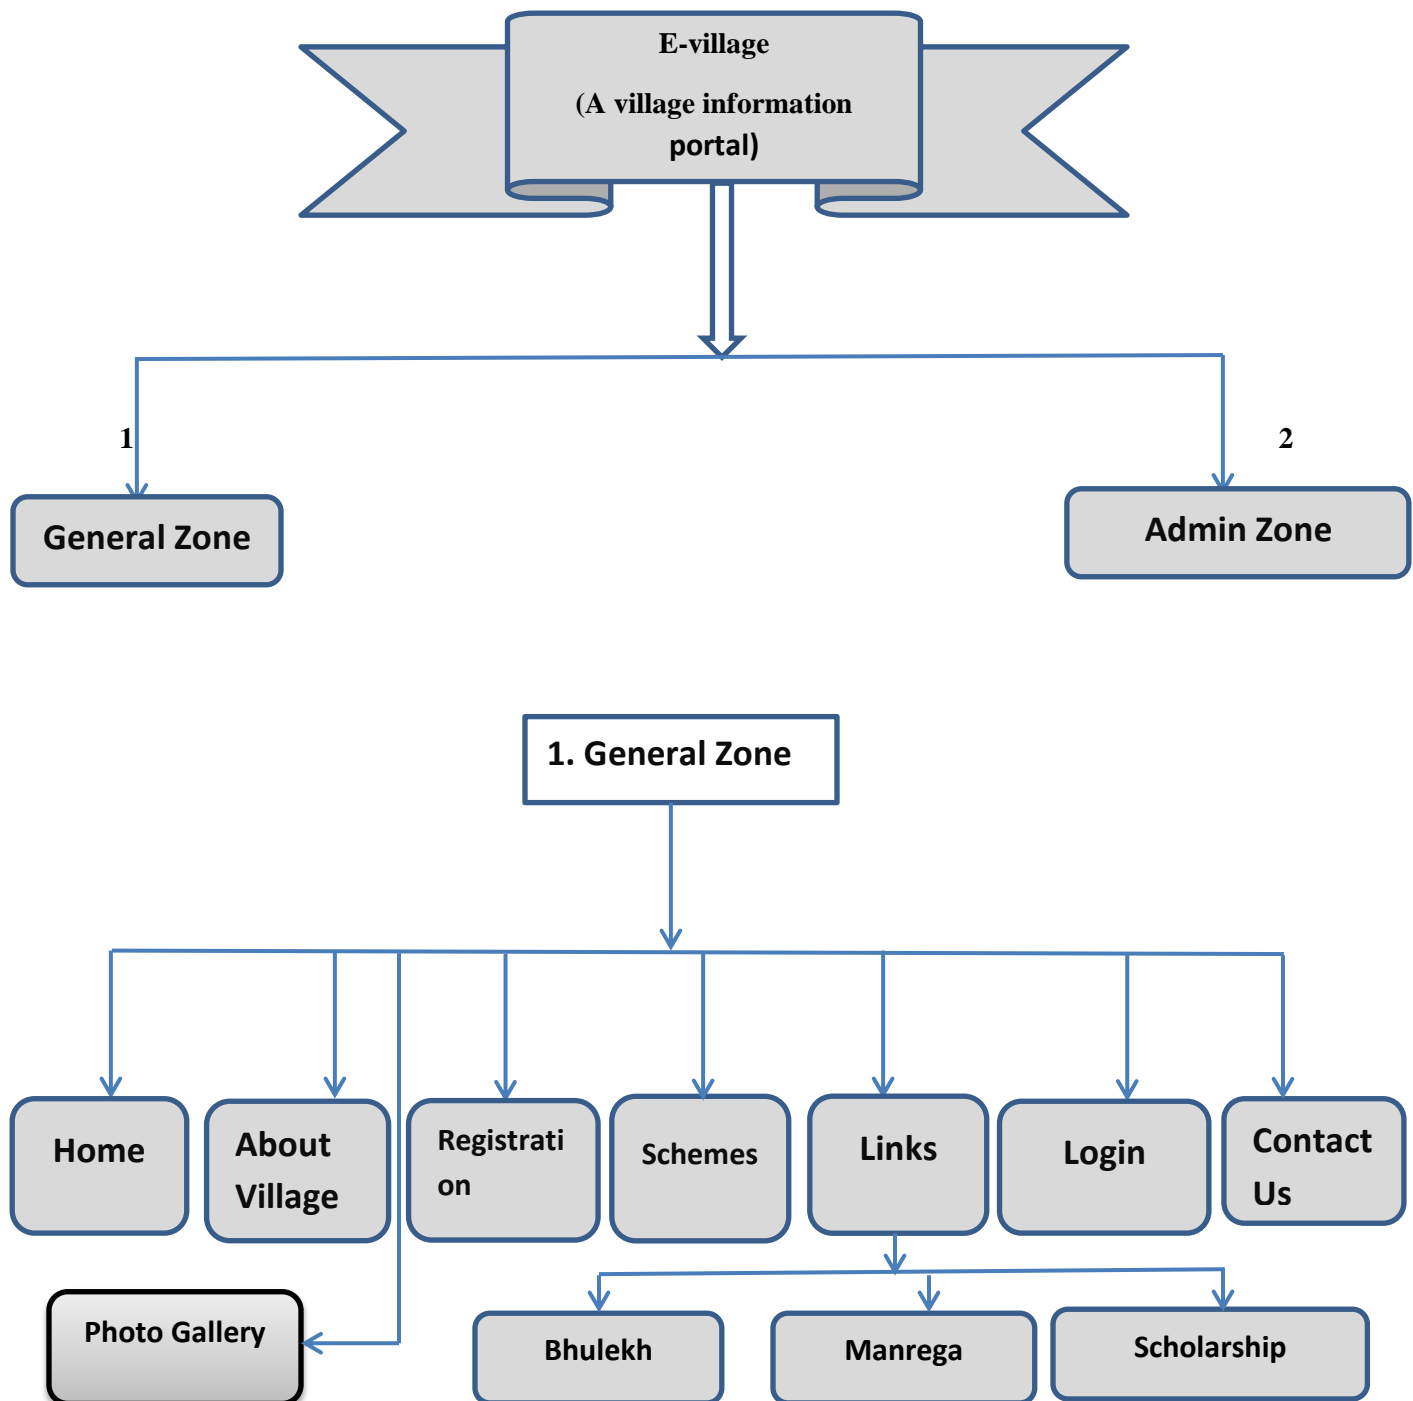 E-village
(A village information
portal)
1
2
General Zone
Admin Zone
1. General Zone
Home
About
Village
Registrati
on
Schemes
Links
Login
Contact
Us
Photo Gallery
Bhulekh
Manrega
Scholarship